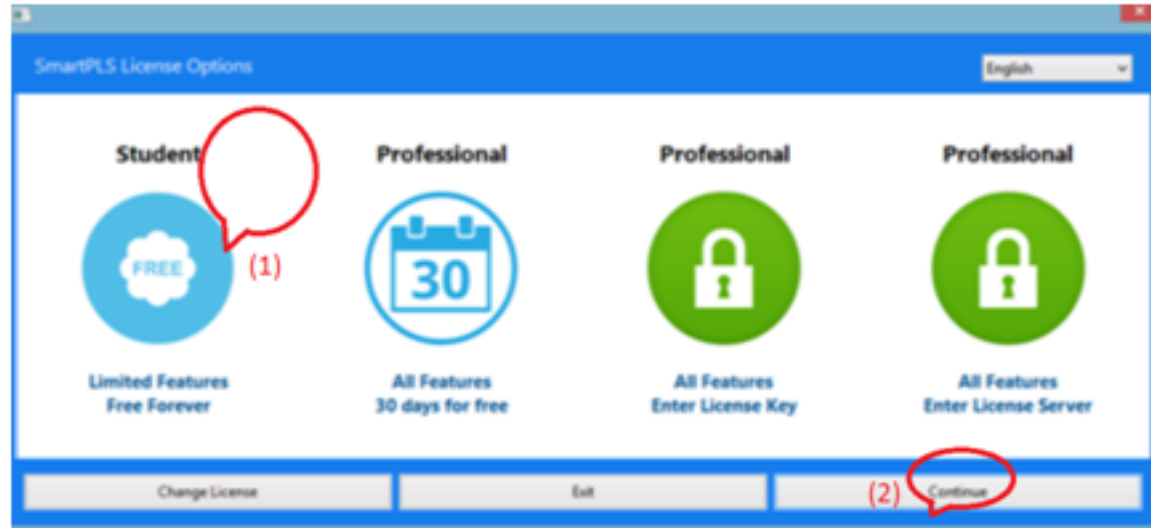 SmartPLS License Options
English
Student
Professional
Professional
Professional
FREE
30
(1)
Limited Features
Free Forever
All Features
30 days for free
All Features
Enter License Key
All Features
Enter License Server
Change License
Exit
(2)
Continue